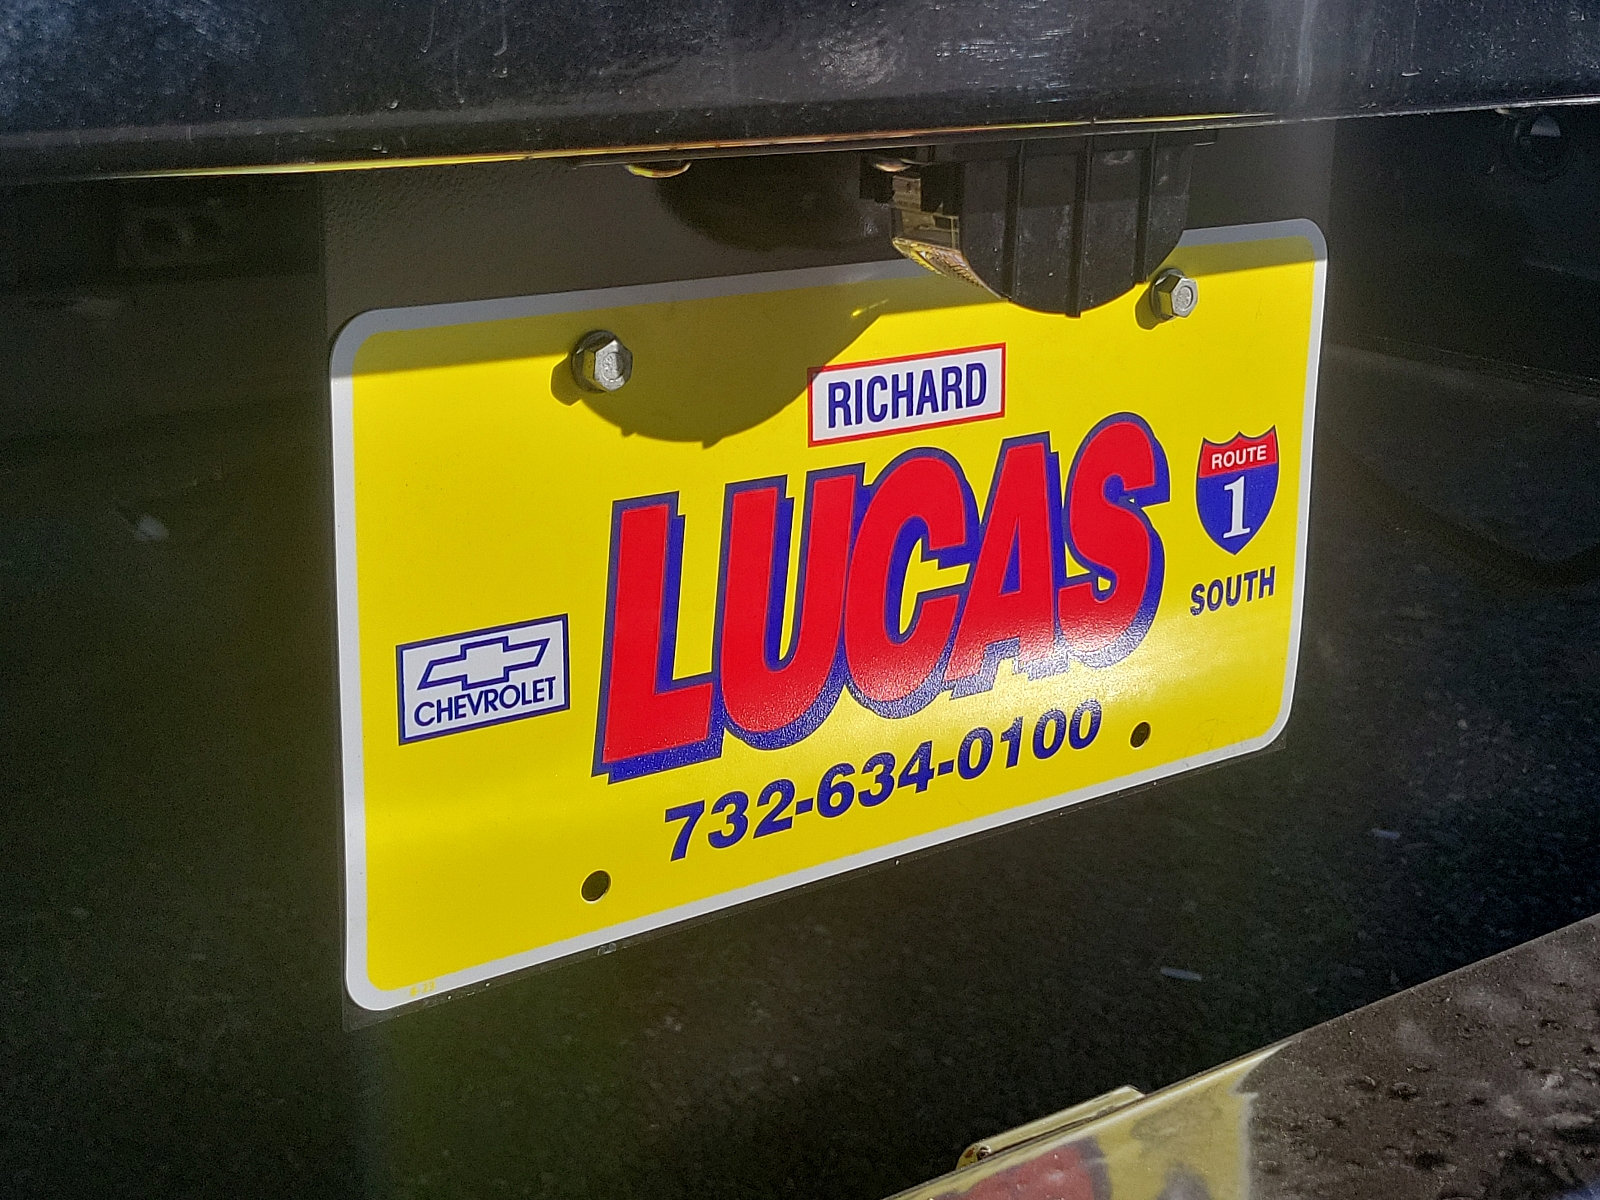 RICHARD
LUCAS
ROUTE
1
SOUTH
CHEVROLET
732-634-0100